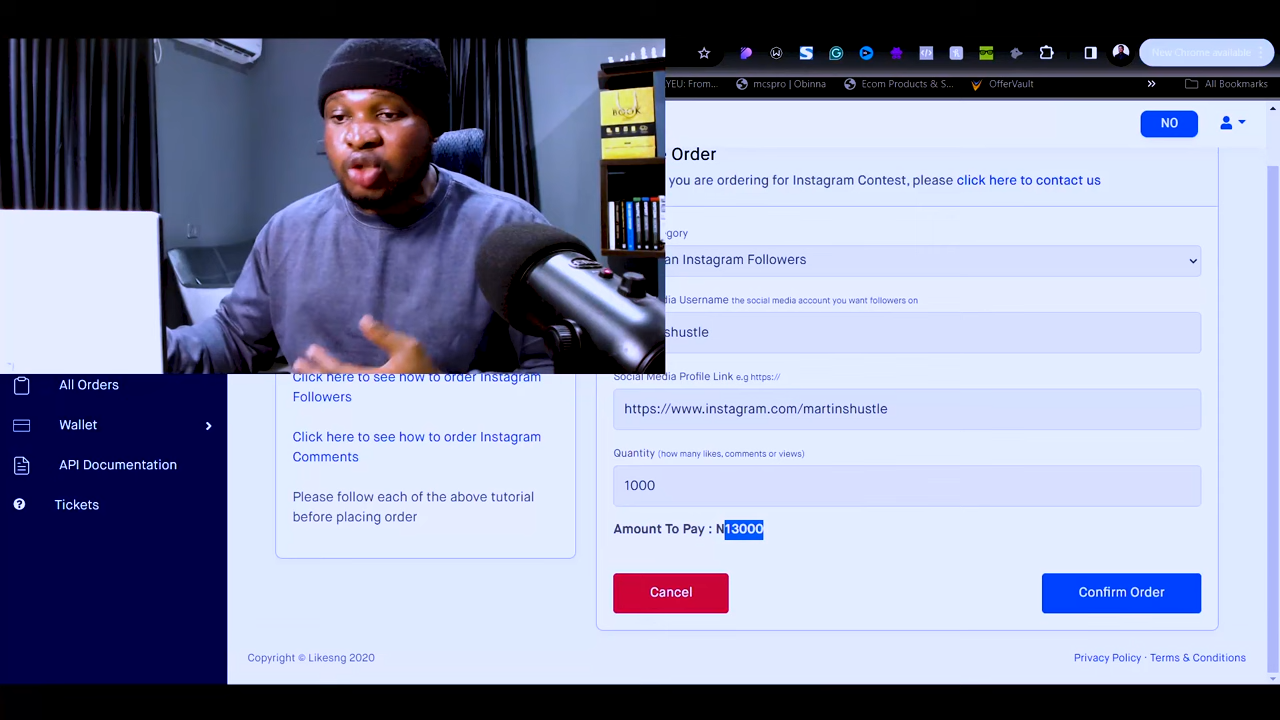 New Chrome available
YEU: From...
mcspro | Obinna
Ecom Products & S...
OfferVault
»
All Bookmarks
BOOK
NO
Order
you are ordering for Instagram Contest, please click here to contact us
egory
an Instagram Followers
dia Username the social media account you want followers on
shustle
Social Media Profile Link e.g https://
https://www.instagram.com/martinshustle
Quantity (how many likes, comments or views)
1000
Amount To Pay : N13000
Cancel
Confirm Order
Click here to see how to order Instagram
Followers
Click here to see how to order Instagram
Comments
Please follow each of the above tutorial
before placing order
All Orders
Wallet
API Documentation
Tickets
Copyright © Likesng 2020
Privacy Policy · Terms & Conditions